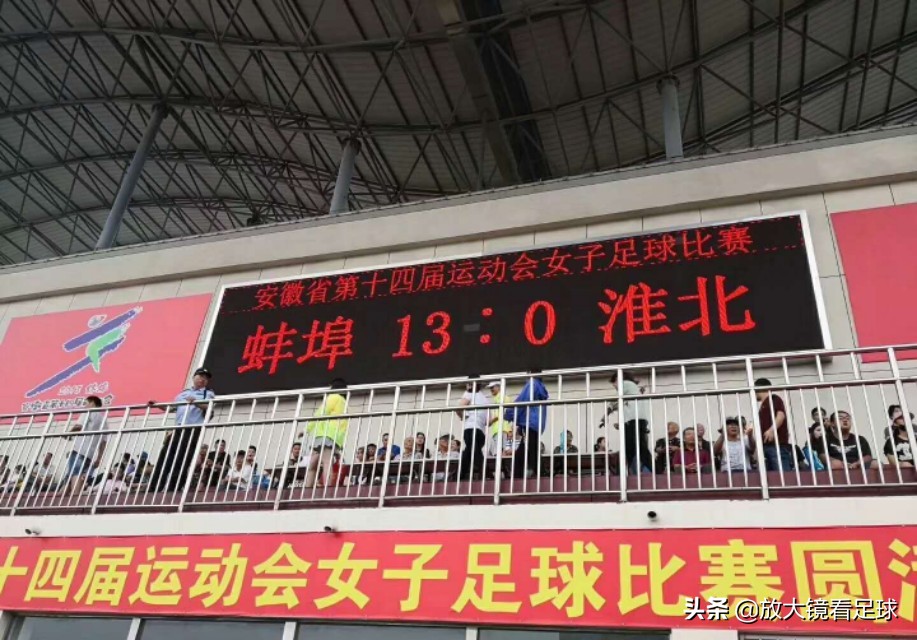 安徽省第十四届运动会女子足球比赛
蚌埠 13:0 淮北
十四届运动会女子足球比赛圆
头条 @放大镜看足球